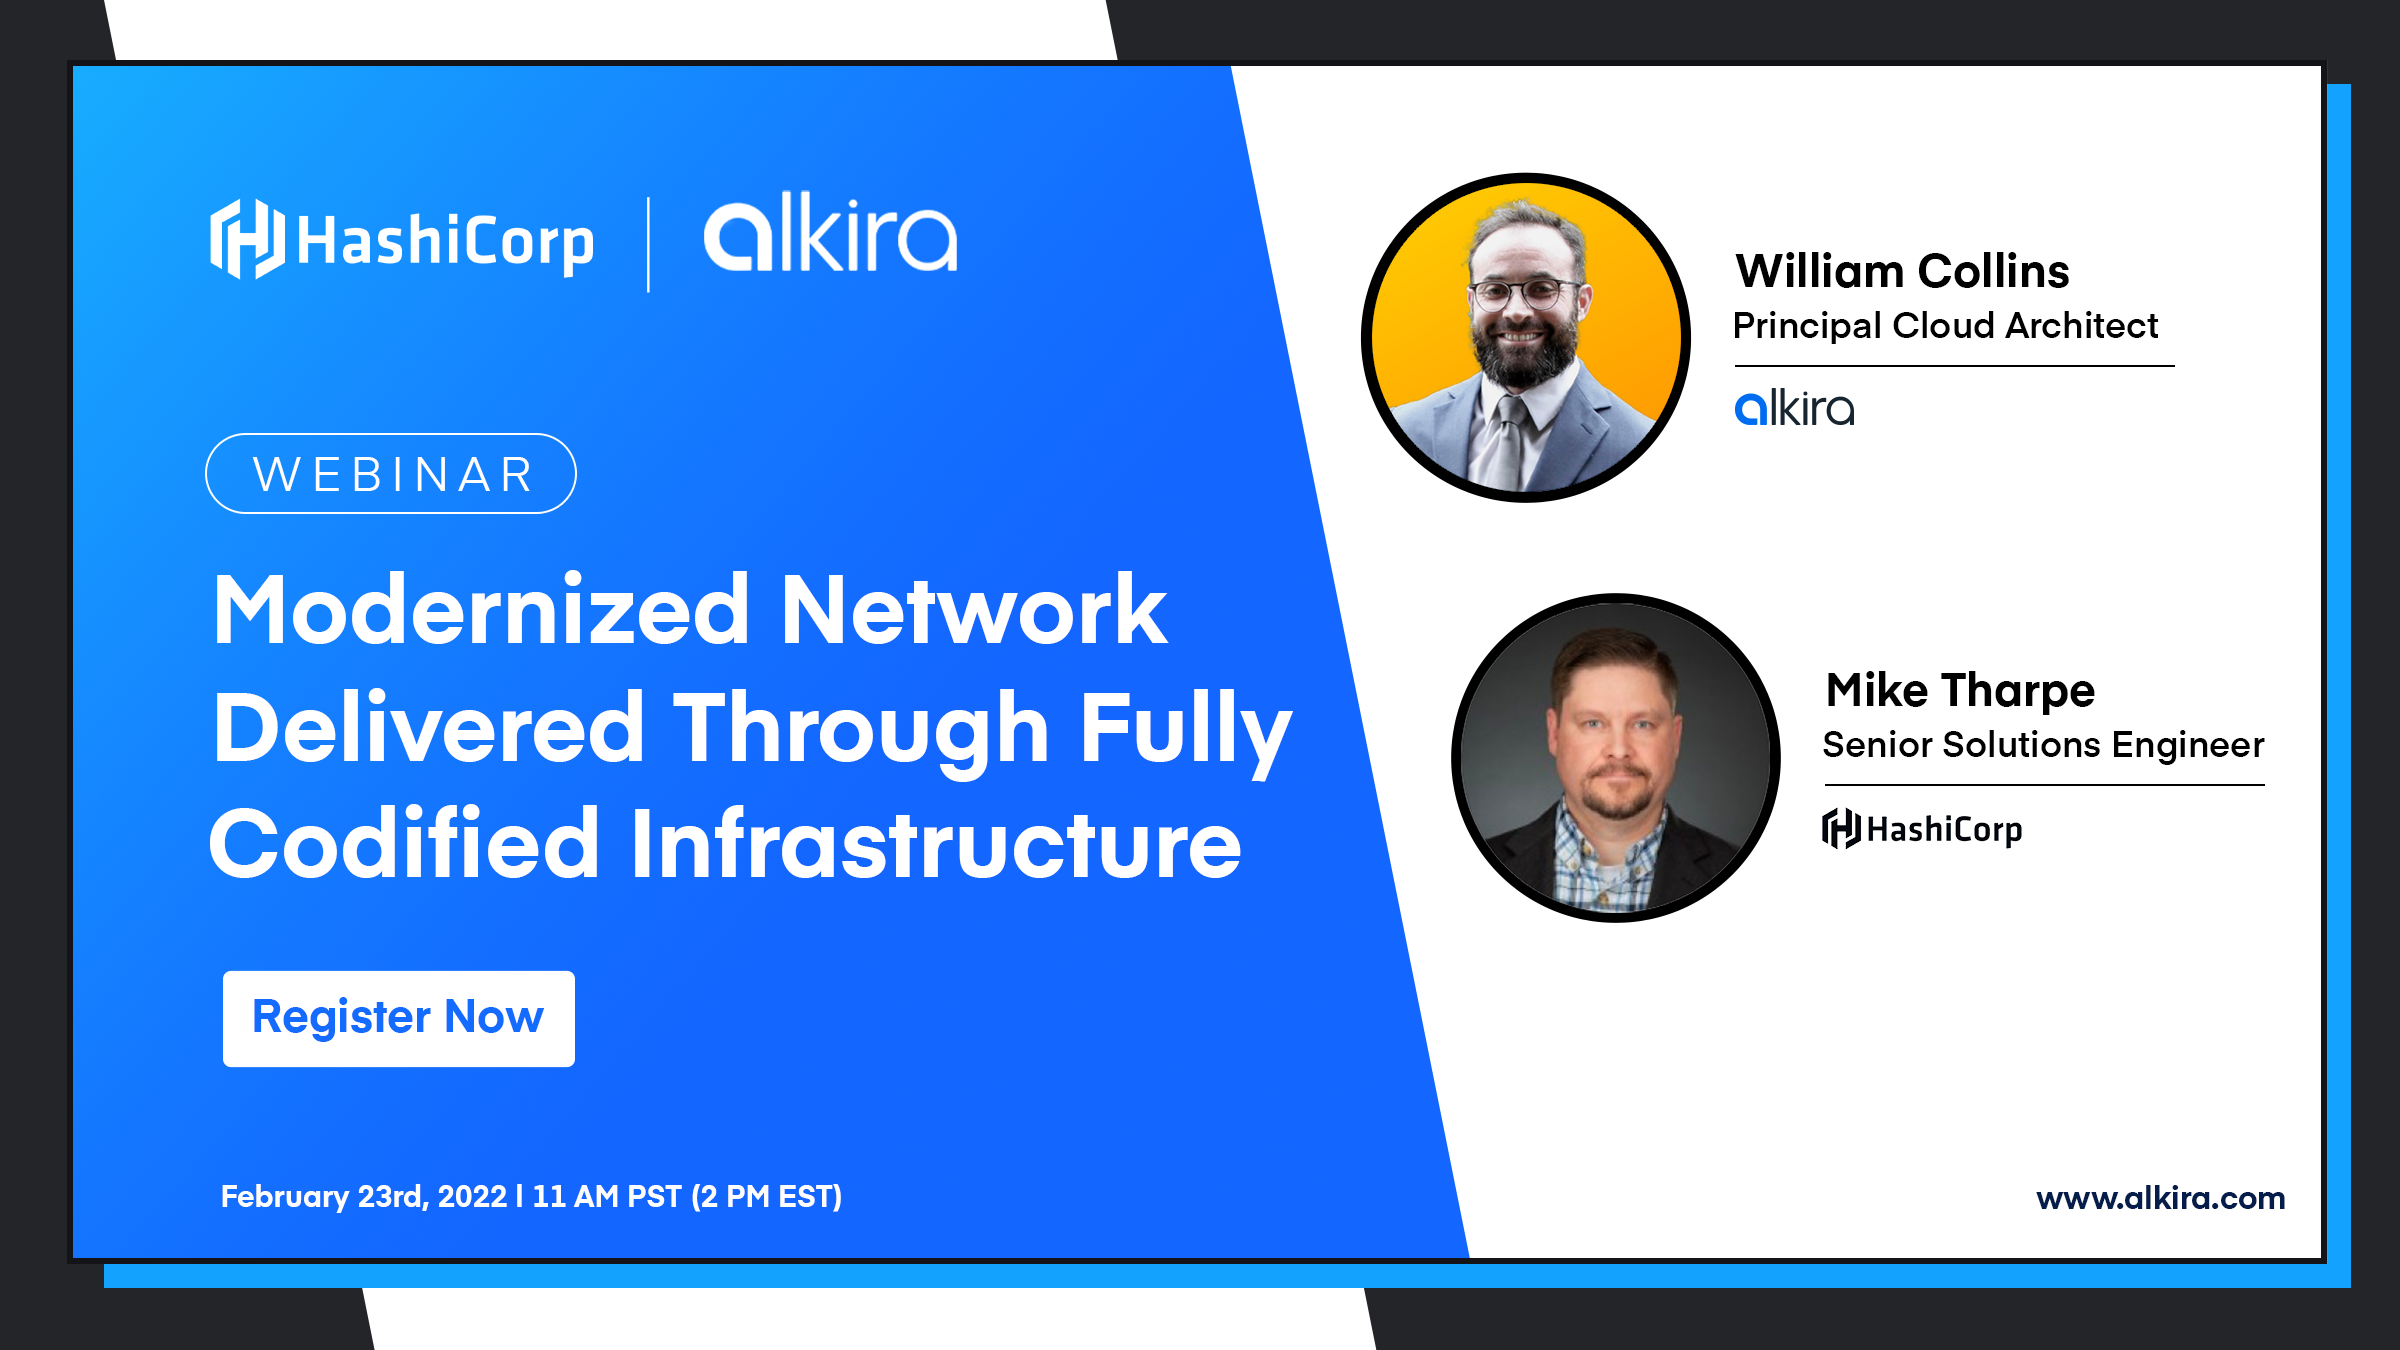 HashiCorp | alkira
WEBINAR
Modernized Network
Delivered Through Fully
Codified Infrastructure
Register Now
February 23rd, 2022 | 11 AM PST (2 PM EST)
William Collins
Principal Cloud Architect
alkira
Mike Tharpe
Senior Solutions Engineer
HashiCorp
www.alkira.com